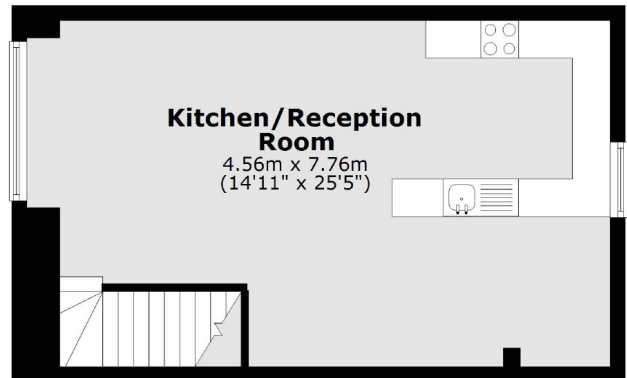 Kitchen/Reception
Room
4.56m x 7.76m
(14'11" x 25'5")